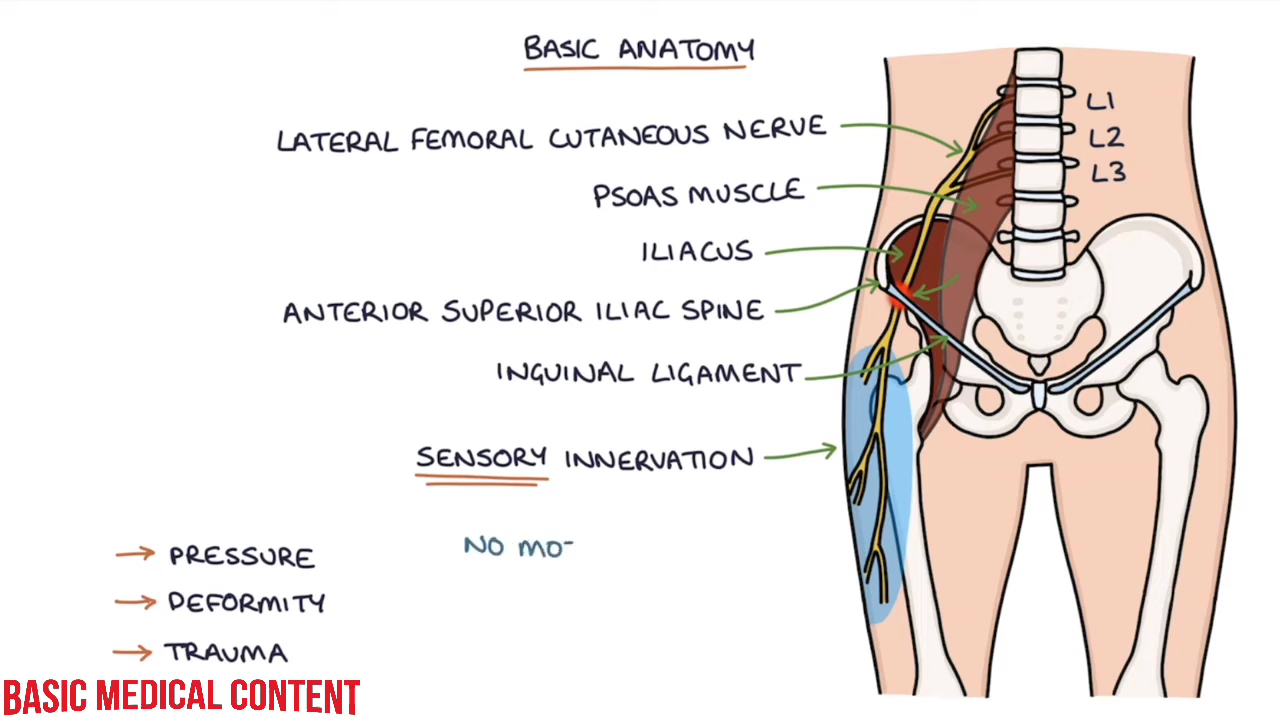 BASIC ANATOMY
LATERAL FEMORAL CUTANEOUS NERVE
L1
L2
PSOAS MUSCLE
L3
ILIACUS
ANTERIOR SUPERIOR ILIAC SPINE
INGUINAL LIGAMENT
SENSORY INNERVATION
NO MO
PRESSURE
DEFORMITY
TRAUMA
BASIC MEDICAL CONTENT